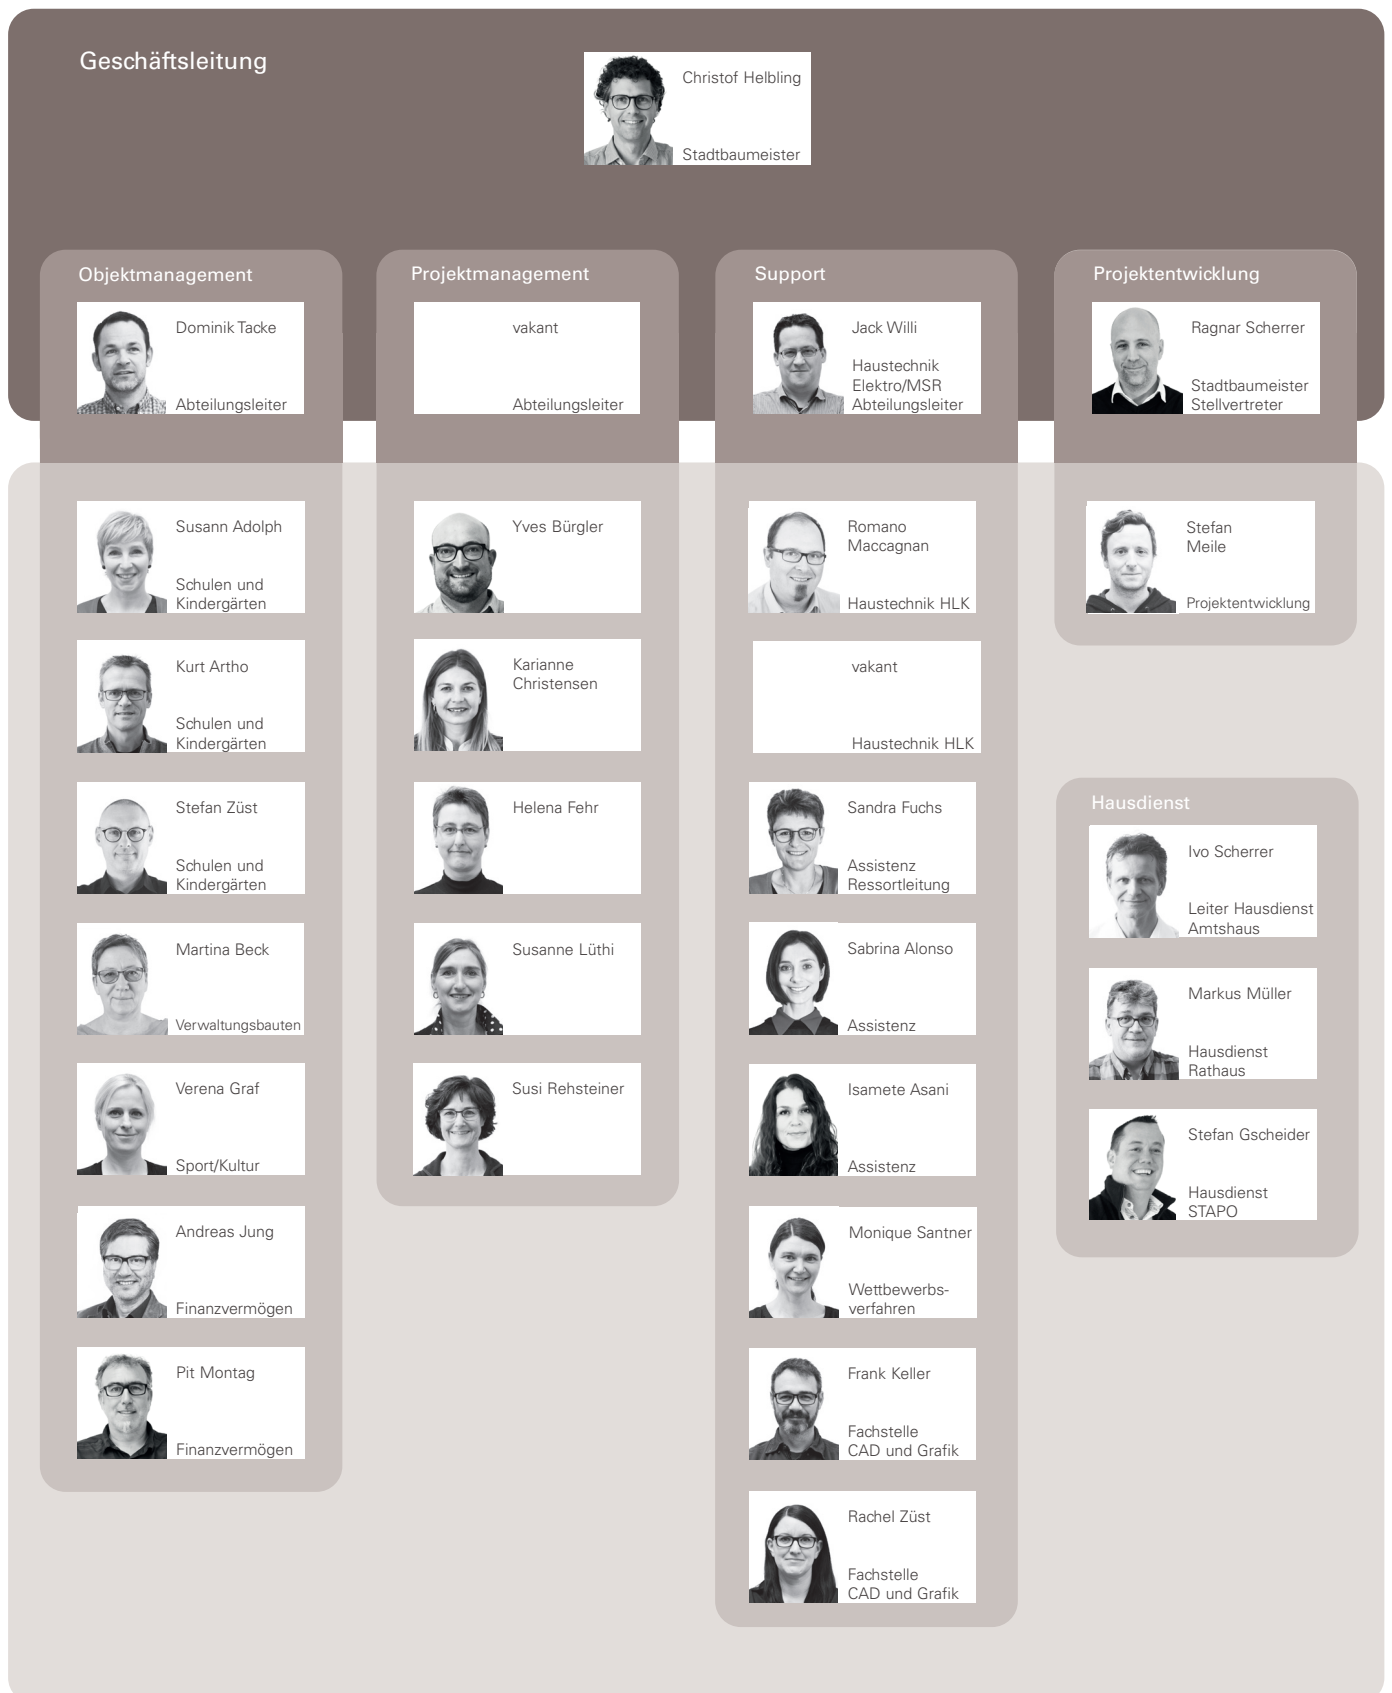 Geschäftsleitung
Christof Helbling
Stadtbaumeister
Objektmanagement
Dominik Tacke
Abteilungsleiter
Susann Adolph
Schulen und
Kindergärten
Kurt Artho
Schulen und
Kindergärten
Stefan Züst
Schulen und
Kindergärten
Martina Beck
Verwaltungsbauten
Verena Graf
Sport/Kultur
Andreas Jung
Finanzvermögen
Pit Montag
Finanzvermögen
Projektmanagement
vakant
Abteilungsleiter
Yves Bürgler
Karianne
Christensen
Helena Fehr
Susanne Lüthi
Susi Rehsteiner
Support
Jack Willi
Haustechnik
Elektro/MSR
Abteilungsleiter
Romano
Maccagnan
Haustechnik HLK
vakant
Haustechnik HLK
Sandra Fuchs
Assistenz
Ressortleitung
Sabrina Alonso
Assistenz
Isamete Asani
Assistenz
Monique Santner
Wettbewerbs-
verfahren
Frank Keller
Fachstelle
CAD und Grafik
Rachel Züst
Fachstelle
CAD und Grafik
Projektentwicklung
Ragnar Scherrer
Stadtbaumeister
Stellvertreter
Stefan
Meile
Projektentwicklung
Hausdienst
Ivo Scherrer
Leiter Hausdienst
Amtshaus
Markus Müller
Hausdienst
Rathaus
Stefan Gscheider
Hausdienst
STAPO